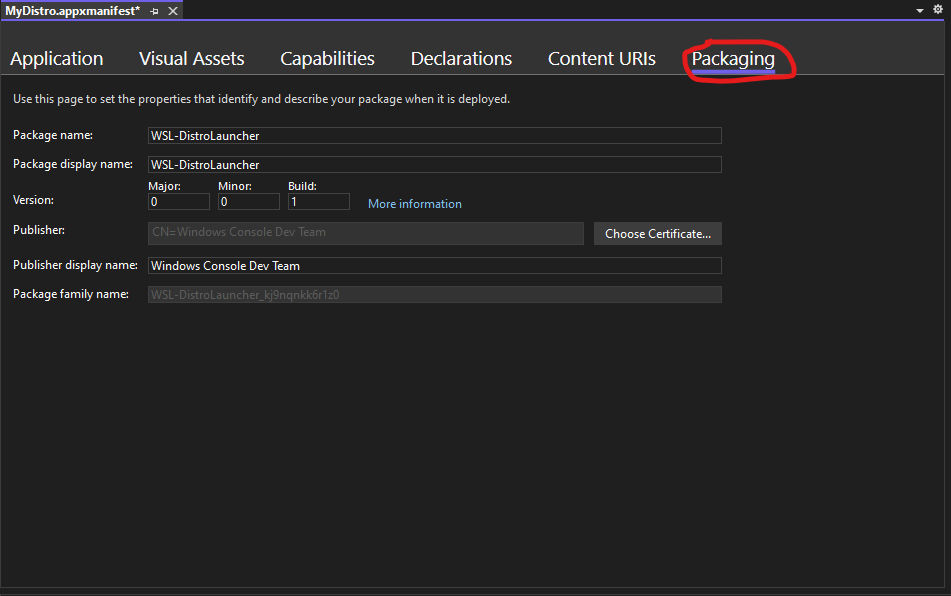 MyDistro.appxmanifest*
Application Visual Assets Capabilities Declarations Content URIs Packaging
Use this page to set the properties that identify and describe your package when it is deployed.
Package name: WSL-DistroLauncher
Package display name: WSL-DistroLauncher
Major: Minor: Build:
Version: 0 0 1 More information
Publisher: CN=Windows Console Dev Team Choose Certificate...
Publisher display name: Windows Console Dev Team
Package family name: WSL-DistroLauncher_kj9nqnkk6r1z0